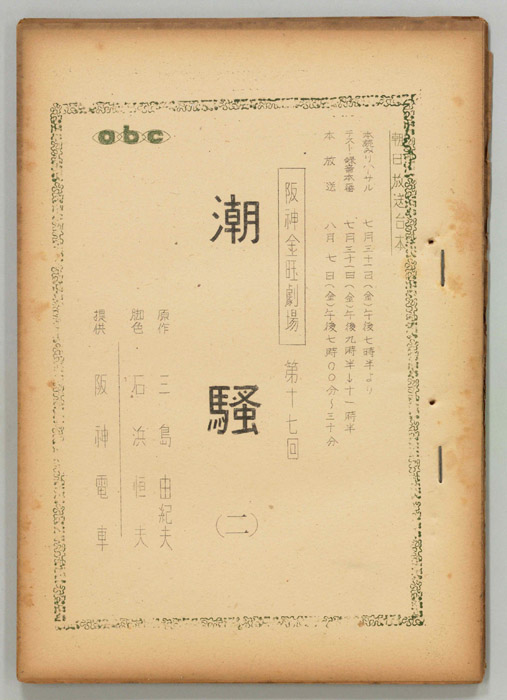 abc
朝日放送台本
本読みリハーサル 七月三十一日(金)午後七時半より
テスト録音本番 七月三十一日(金)午後九時半→十一時半
本放送 八月七日(金)午後七時〇〇分〜三十分
阪神金曜劇場 第十七回
潮騒(二)
原作 三島由紀夫
脚色 石浜恒夫
提供 阪神電車